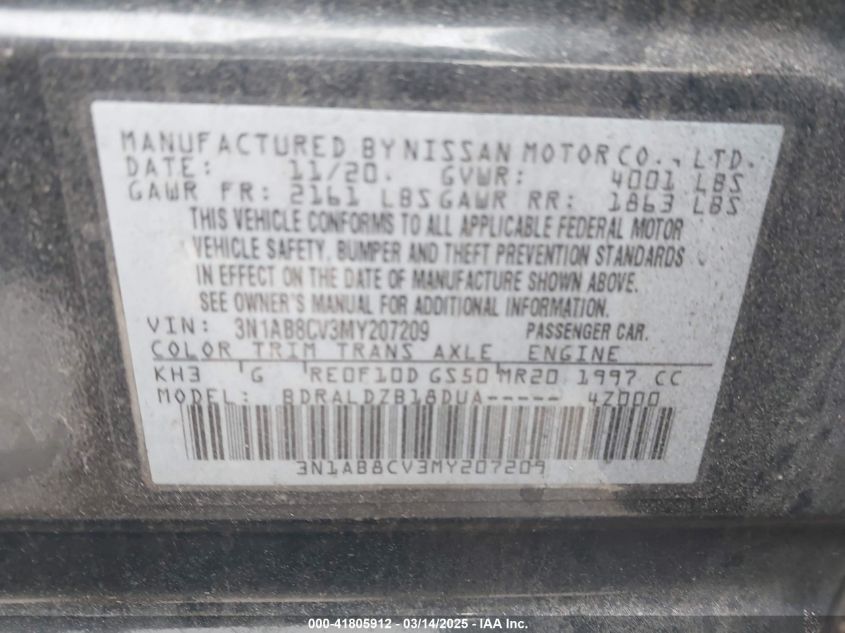 MANUFACTURED BY NISSAN MOTOR CO., LTD.
DATE: 11/20. GVWR: 4001 LBS
GAWR FR: 2161 LBS GAWR RR: 1863 LBS
THIS VEHICLE CONFORMS TO ALL APPLICABLE FEDERAL MOTOR
VEHICLE SAFETY, BUMPER AND THEFT PREVENTION STANDARDS
IN EFFECT ON THE DATE OF MANUFACTURE SHOWN ABOVE.
SEE OWNER'S MANUAL FOR ADDITIONAL INFORMATION.
VIN: 3N1AB8CV3MY207209 PASSENGER CAR.
COLOR TRIM TRANS AXLE ENGINE
KH3 G RE0F10D GS50 MR20 1997 CC
MODEL: BDRALDZB18DUA----- 4Z000
3N1AB8CV3MY207209
000-41805912 - 03/14/2025 - IAA, Inc.